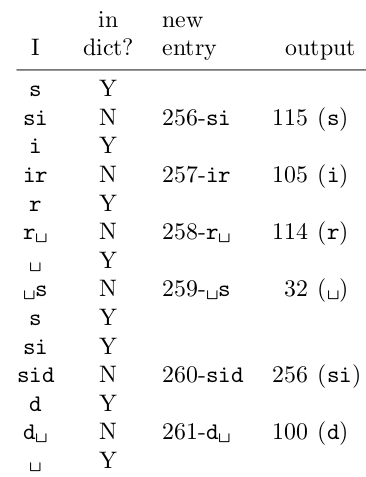 in new
I dict? entry output
s Y
si N 256-si 115 (s)
i Y
ir N 257-ir 105 (i)
r Y
r␣ N 258-r␣ 114 (r)
␣ Y
␣s N 259-␣s 32 (␣)
s Y
si Y
sid N 260-sid 256 (si)
d Y
d␣ N 261-d␣ 100 (d)
␣ Y